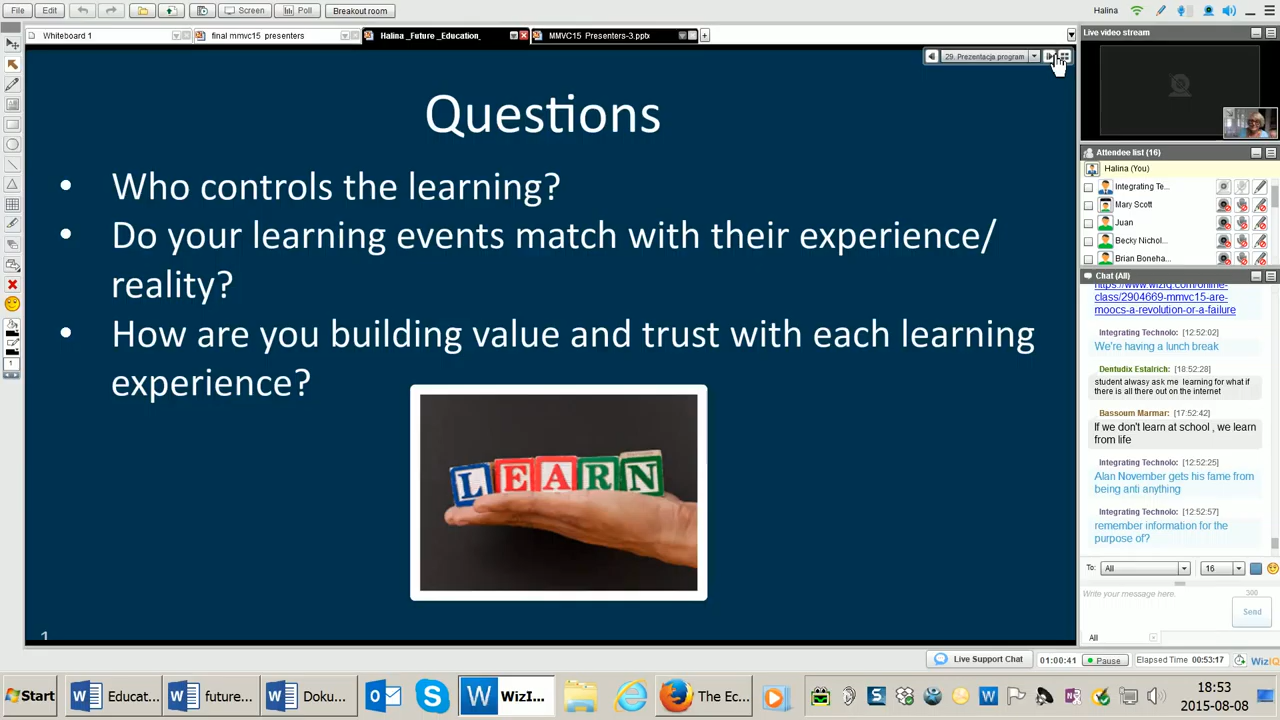 File
Edit
Screen
Poll
Breakout room
Halina
Whiteboard 1
final mmvc15 presenters
Halina _Future _Education_
MMVC15 Presenters-3.pptx
29. Prezentacja program
Questions
• Who controls the learning?
• Do your learning events match with their experience/
reality?
• How are you building value and trust with each learning
experience?
LEARN
1
1
Live video stream
Attendee list (16)
Halina (You)
Integrating Te...
Mary Scott
Juan
Becky Nichol...
Brian Boneha...
Chat (All)
https://www.wiziq.com/online-
class/2904669-mmvc15-are-
moocs-a-revolution-or-a-failure
Integrating Technolo: [12:52:02]
We're having a lunch break
Dentudix Estalrich: [18:52:28]
student alwasy ask me learning for what if
there is all there out on the internet
Bassoum Marmar: [17:52:42]
If we don't learn at school , we learn
from life
Integrating Technolo: [12:52:25]
Alan November gets his fame from
being anti anything
Integrating Technolo: [12:52:57]
remember information for the
purpose of?
To: All 16
Write your message here. 300
Send
All
Live Support Chat
01:00:41
Pause
Elapsed Time 00:53:17
WizIQ
Start
Educat...
future...
Doku...
WizI...
The Ec...
18:53
2015-08-08